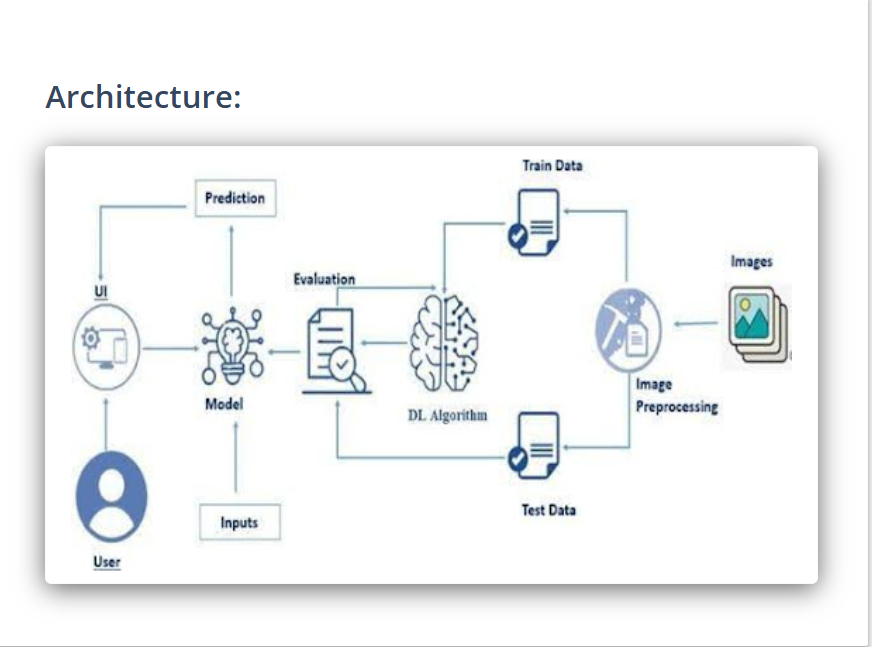 Architecture:
Train Data
Prediction
Images
Evaluation
UI
Image
Preprocessing
Model
DL Algorithm
Test Data
Inputs
User